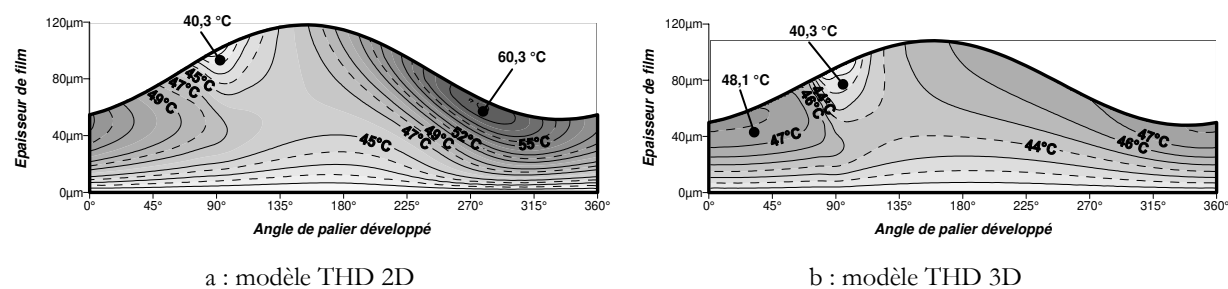 120µm
80µm
40µm
0µm
Epaisseur de film
40,3 °C
60,3 °C
45°C
47°C
49°C
45°C
47°C
49°C
52°C
55°C
0° 45° 90° 135° 180° 225° 270° 315° 360°
Angle de palier développé
a : modèle THD 2D
120µm
80µm
40µm
0µm
Epaisseur de film
40,3 °C
48,1 °C
44°C
46°C
47°C
44°C
46°C
47°C
0° 45° 90° 135° 180° 225° 270° 315° 360°
Angle de palier développé
b : modèle THD 3D